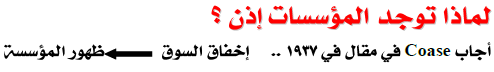 لماذا توجد المؤسسات إذن ؟
أجاب Coase في مقال في ١٩٣٧ .. إخفاق السوق ← ظهور المؤسسة